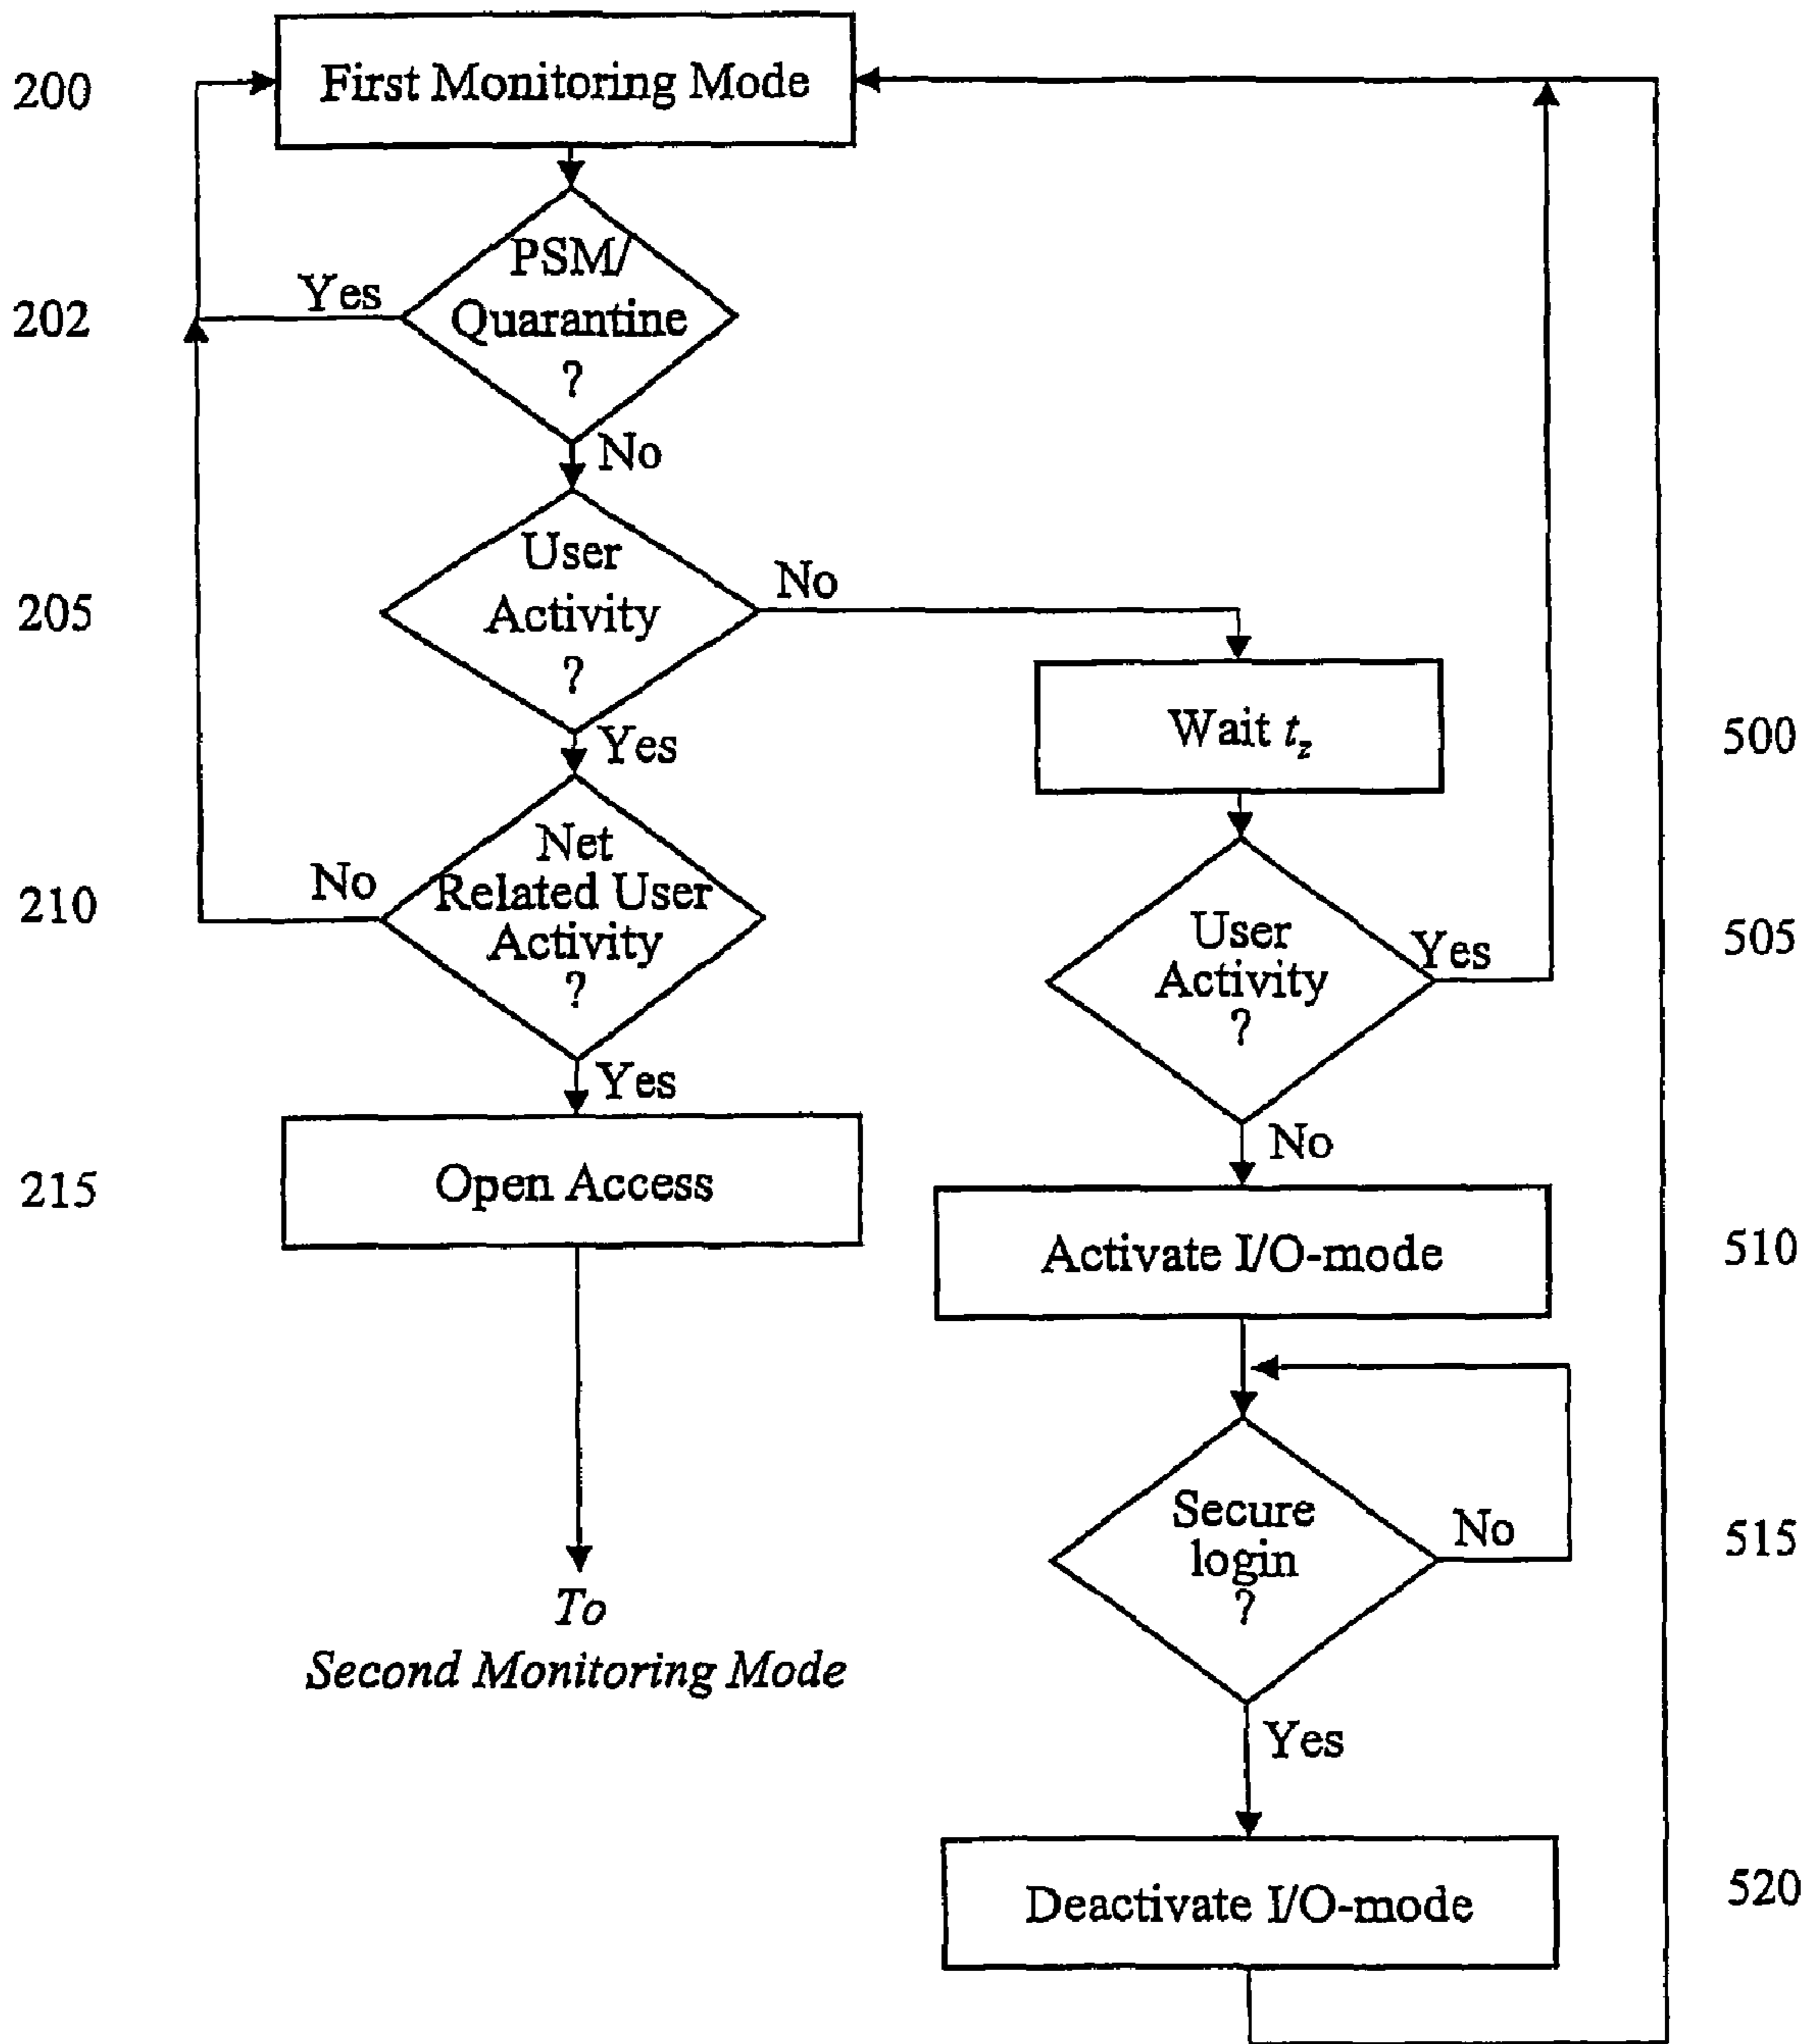 200
First Monitoring Mode
202
PSM/
Quarantine
?
Yes
No
205
User
Activity
?
No
Yes
Wait t_z
500
210
Net
Related User
Activity
?
No
Yes
User
Activity
?
Yes
505
No
215
Open Access
Activate I/O-mode
510
To
Second Monitoring Mode
Secure
login
?
No
515
Yes
Deactivate I/O-mode
520